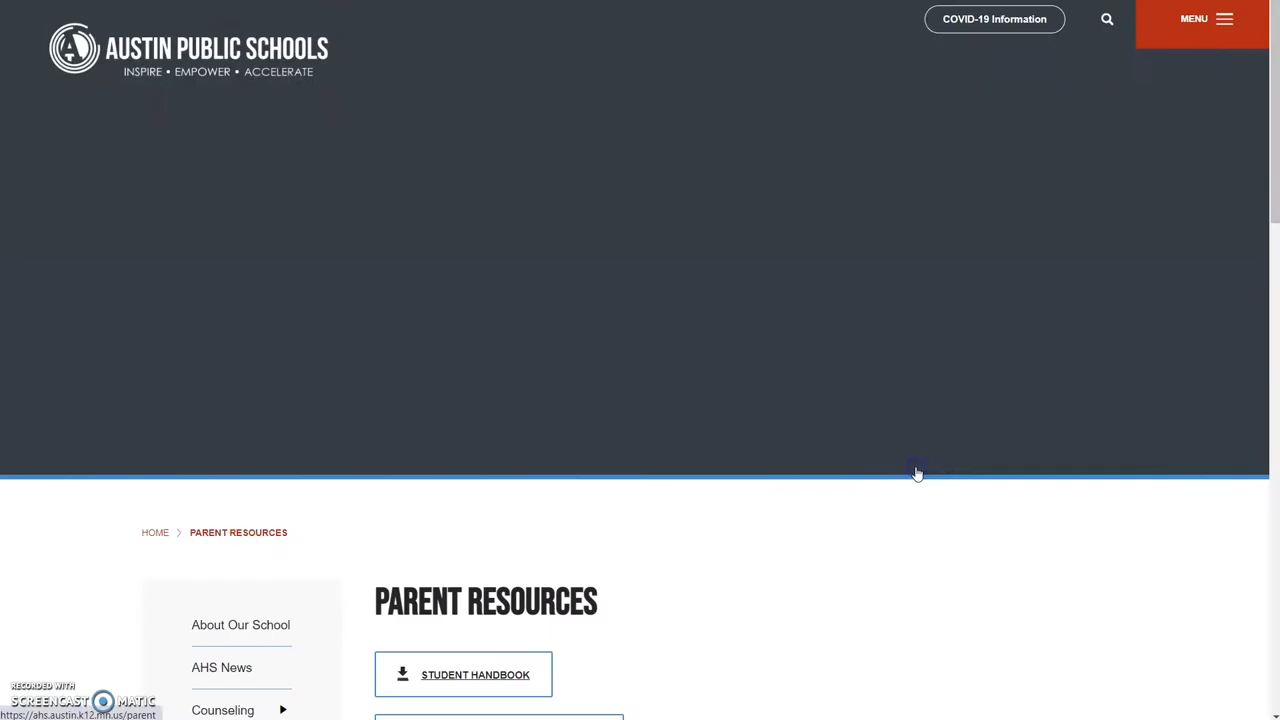 COVID-19 Information
MENU
AUSTIN PUBLIC SCHOOLS
INSPIRE • EMPOWER • ACCELERATE
HOME > PARENT RESOURCES
PARENT RESOURCES
About Our School
STUDENT HANDBOOK
AHS News
Counseling
RECORDED WITH
SCREENCAST MATIC
https://ahs.austin.k12.mn.us/parent